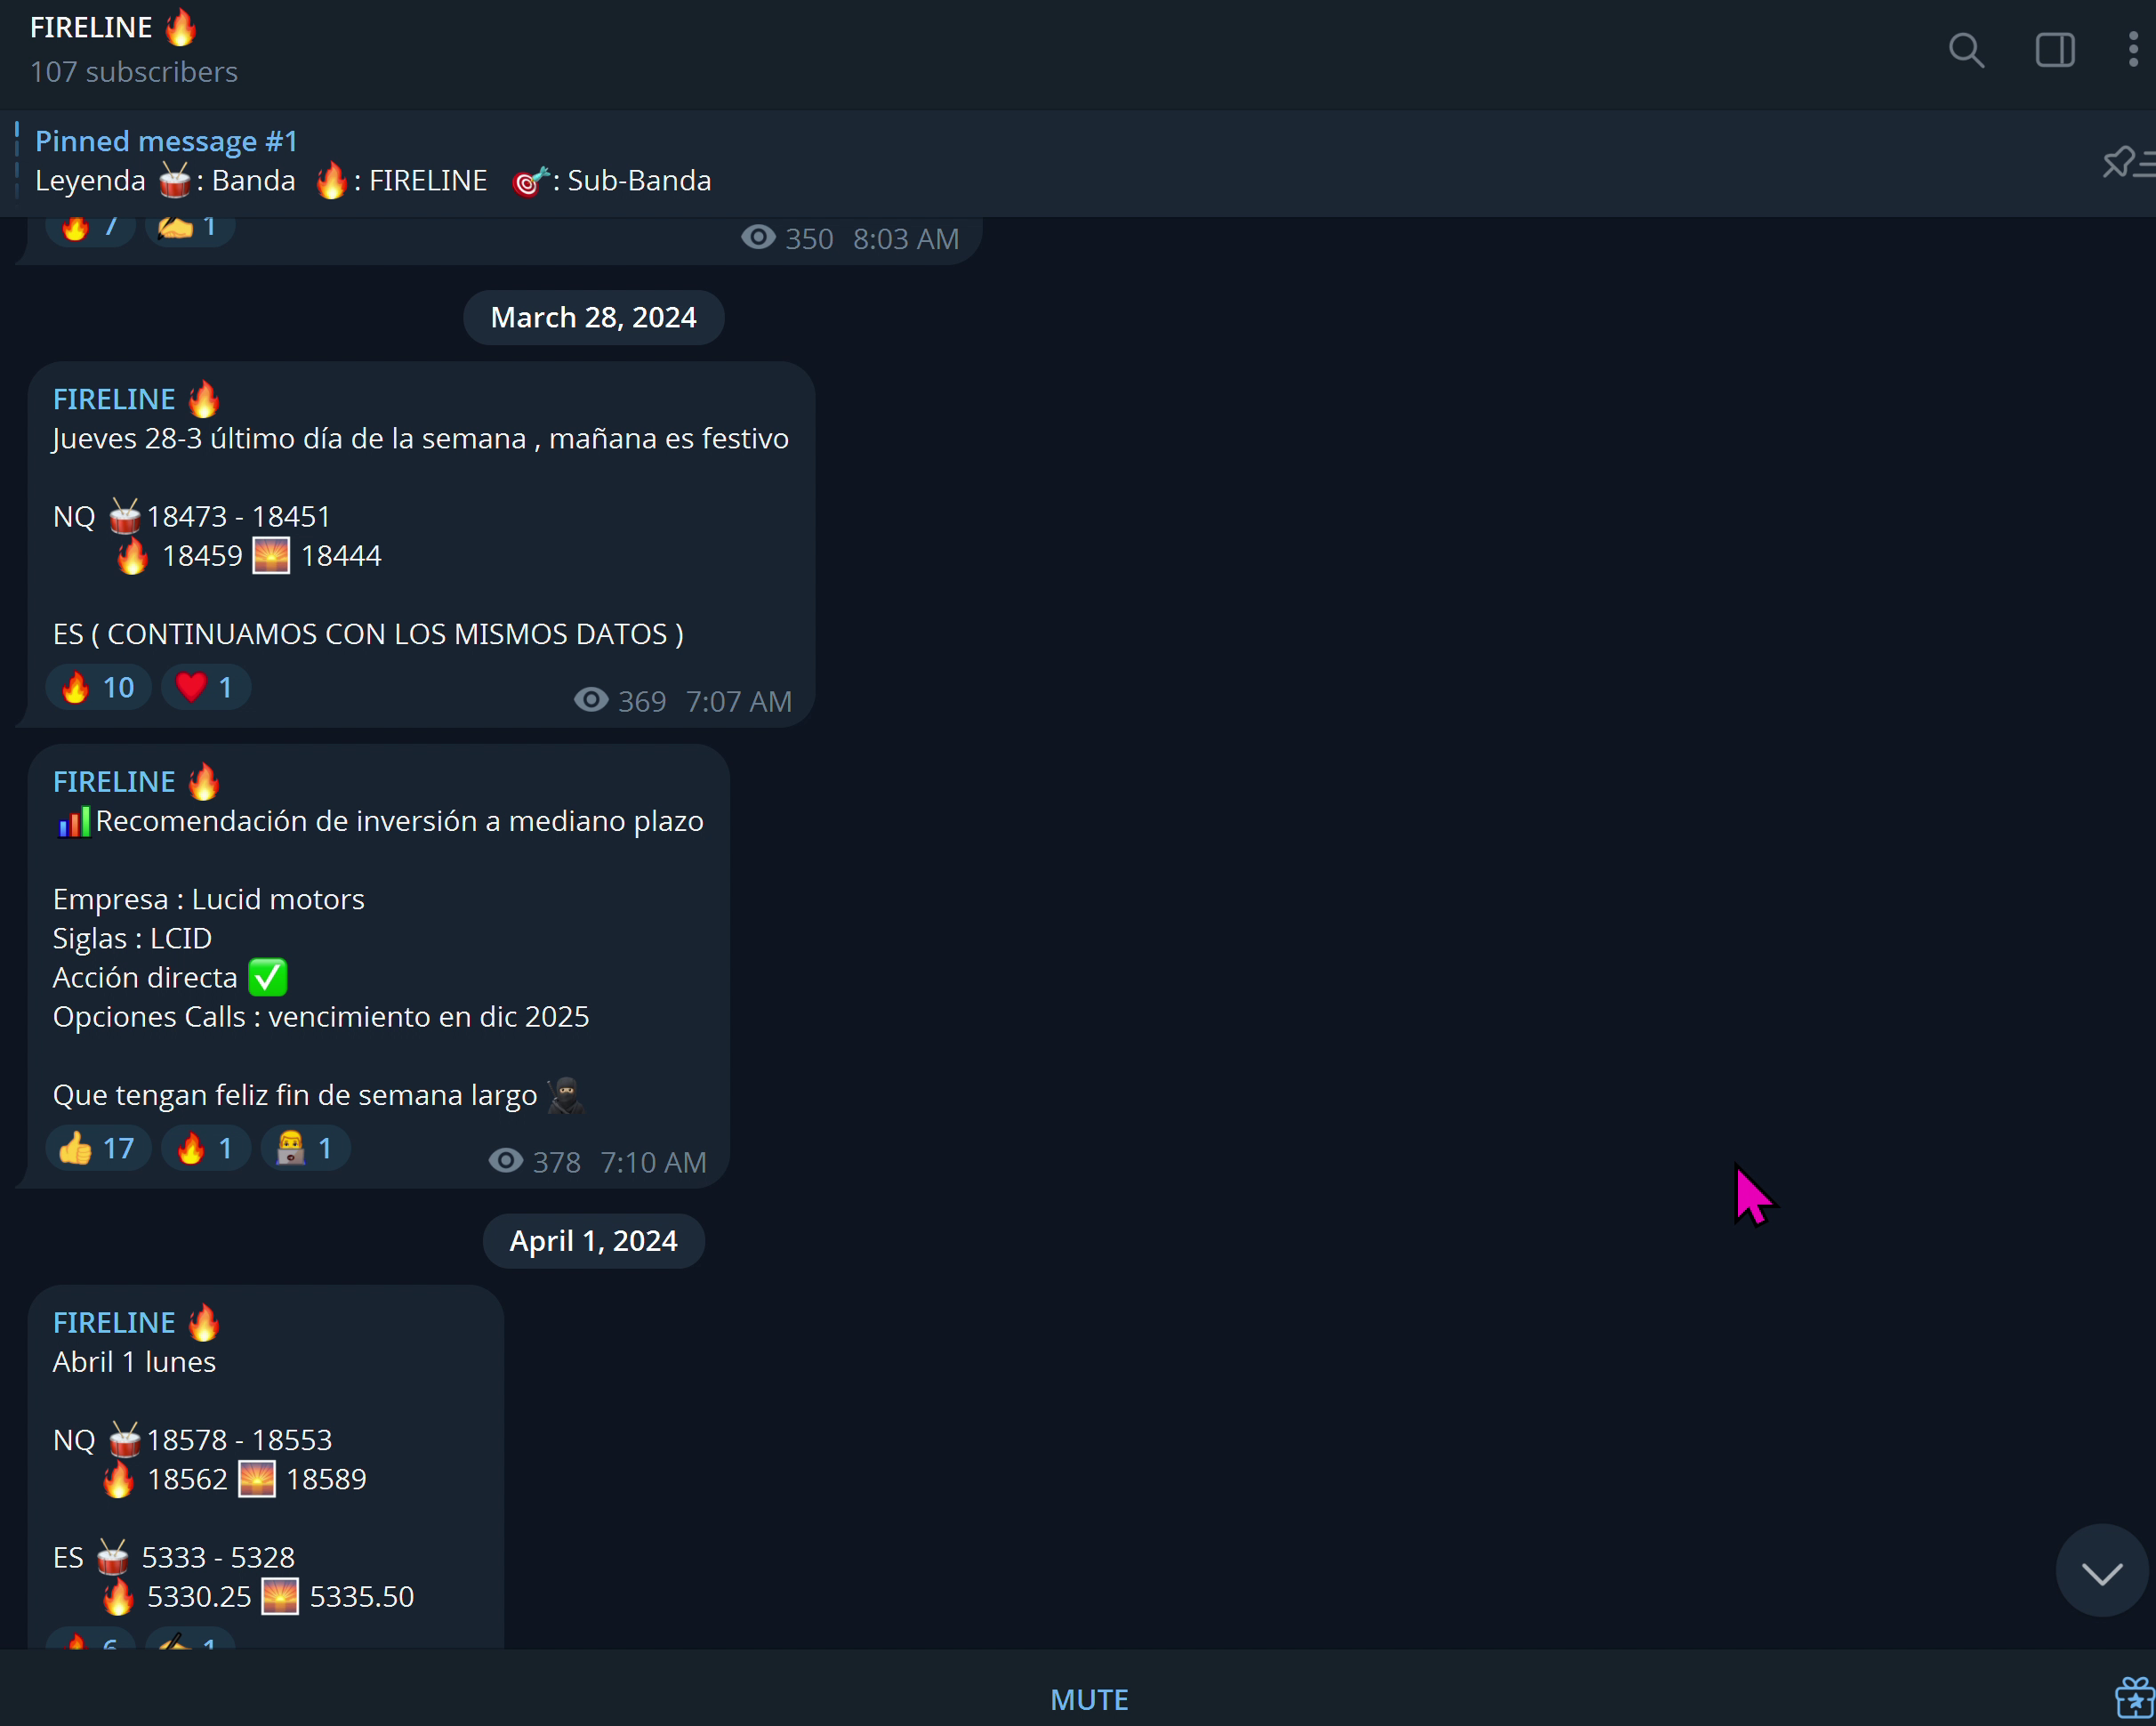 FIRELINE 🔥
107 subscribers
Pinned message #1
Leyenda 🥁: Banda 🔥: FIRELINE 🎯: Sub-Banda
🔥 7 ✍ 1
350 8:03 AM
March 28, 2024
FIRELINE 🔥
Jueves 28-3 último día de la semana , mañana es festivo
NQ 🥁18473 - 18451
🔥 18459 🌅 18444
ES ( CONTINUAMOS CON LOS MISMOS DATOS )
🔥 10 ❤️ 1
369 7:07 AM
FIRELINE 🔥
📊Recomendación de inversión a mediano plazo
Empresa : Lucid motors
Siglas : LCID
Acción directa ✅
Opciones Calls : vencimiento en dic 2025
Que tengan feliz fin de semana largo 🥷
👍 17 🔥 1 👨‍💻 1
378 7:10 AM
April 1, 2024
FIRELINE 🔥
Abril 1 lunes
NQ 🥁18578 - 18553
🔥 18562 🌅 18589
ES 🥁 5333 - 5328
🔥 5330.25 🌅 5335.50
🔥 6 ✍ 1
MUTE